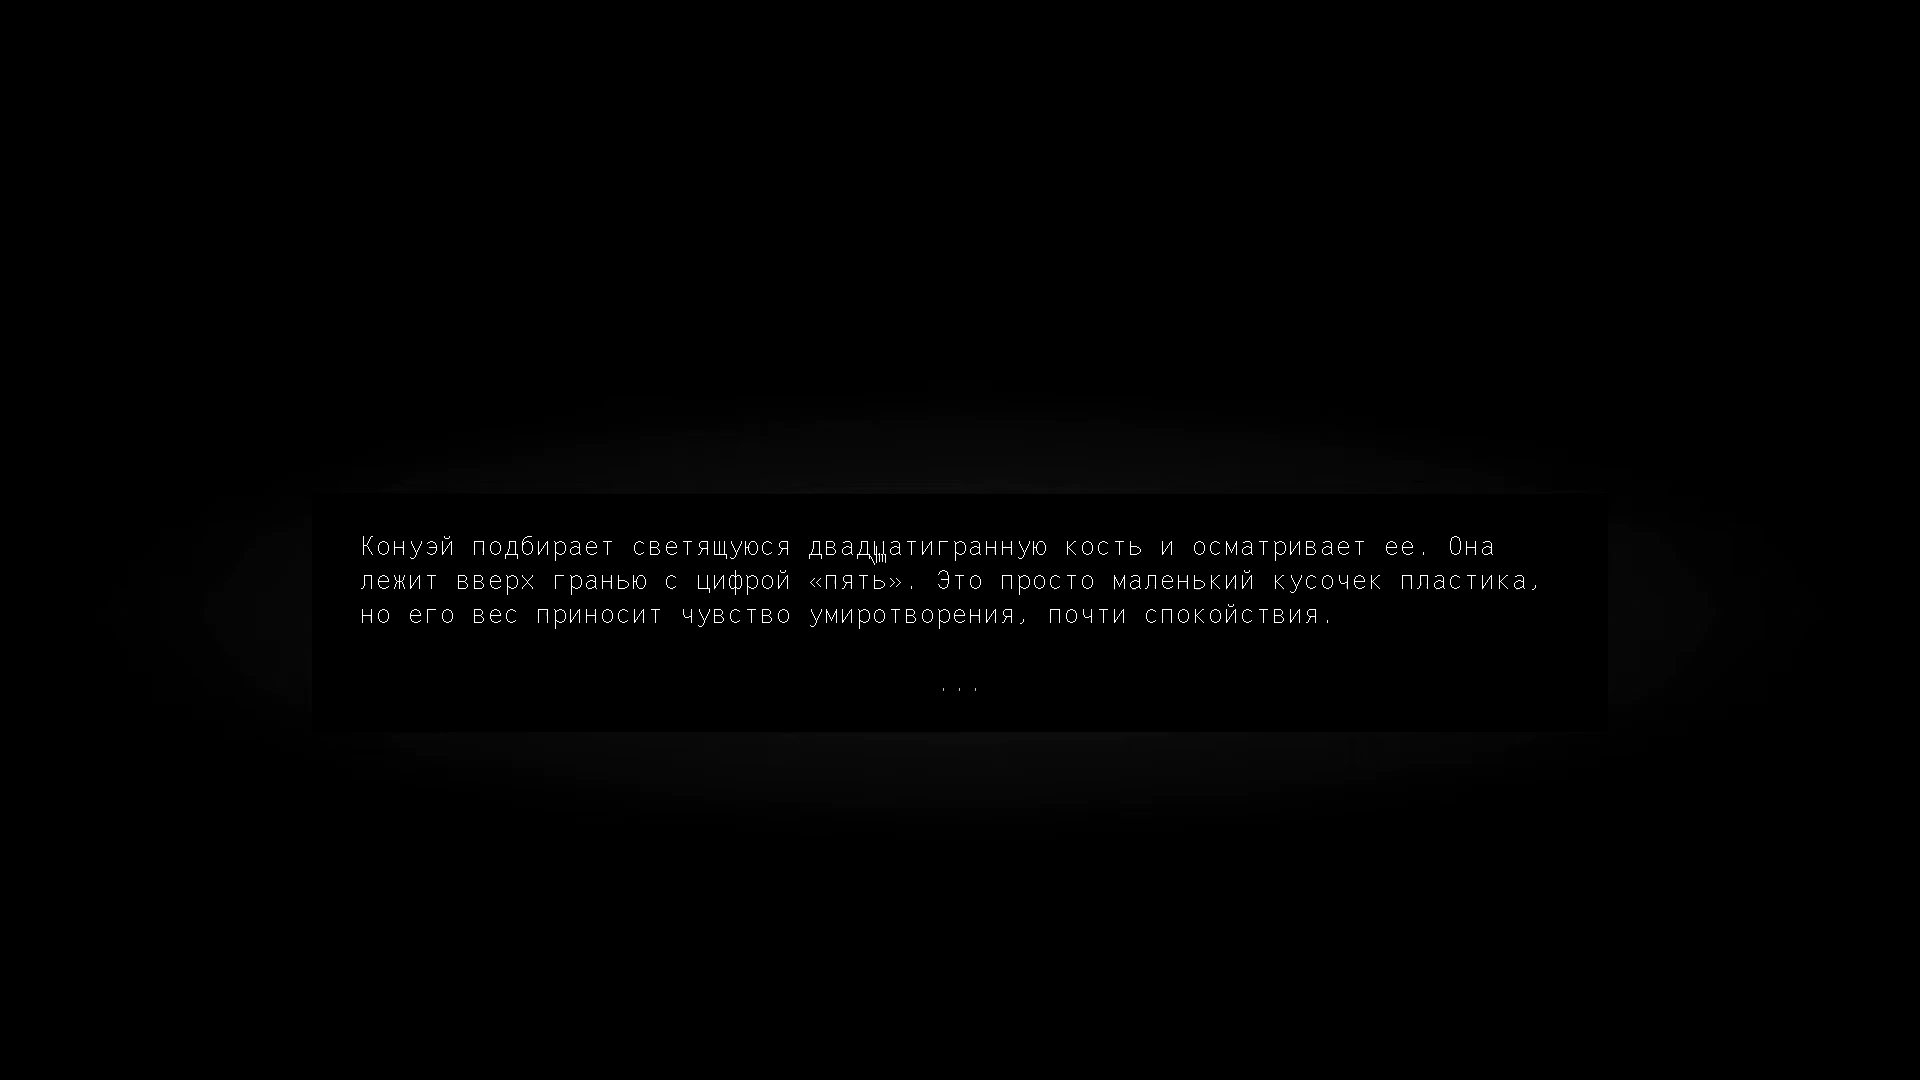 Конуэй подбирает светящуюся двадцатигранную кость и осматривает ее. Она
лежит вверх гранью с цифрой «пять». Это просто маленький кусочек пластика,
но его вес приносит чувство умиротворения, почти спокойствия.
...